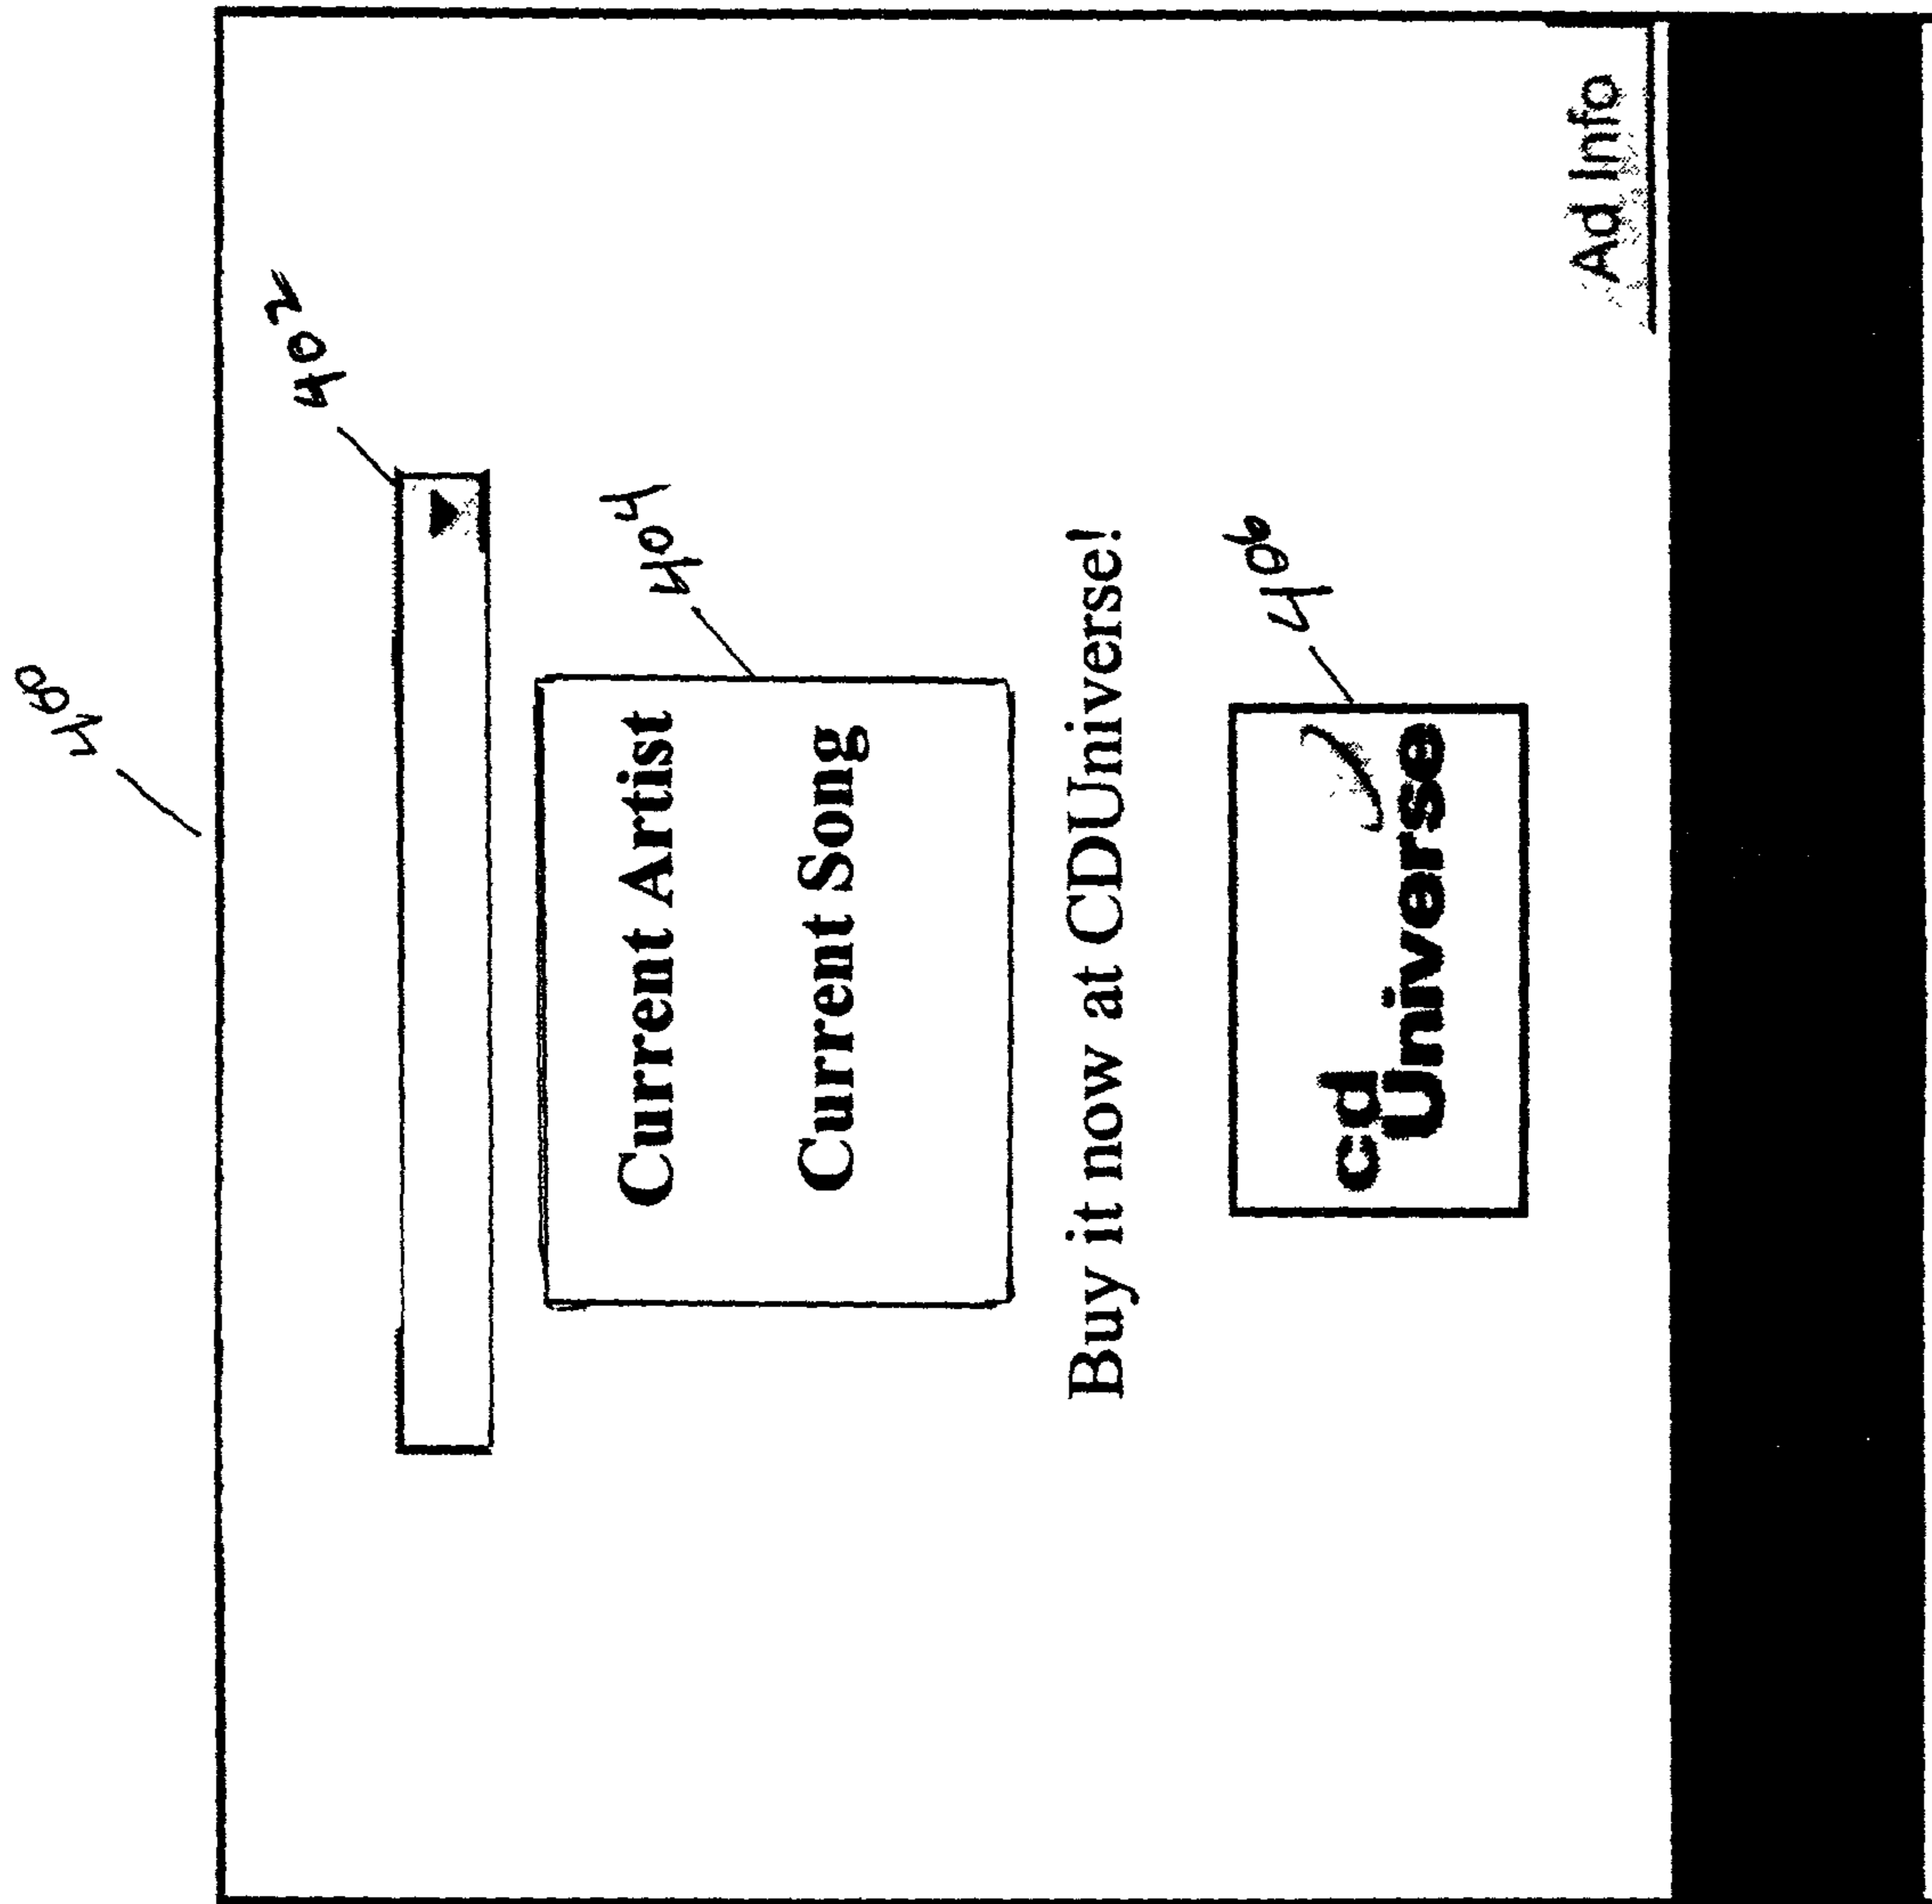 400
402
Current Artist
404
Current Song
Buy it now at CDUniverse!
406
cd
Universe
Ad Info